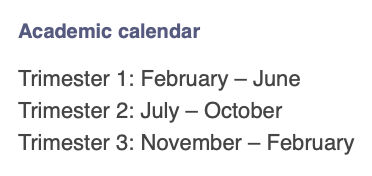 Academic calendar
Trimester 1: February – June
Trimester 2: July – October
Trimester 3: November – February